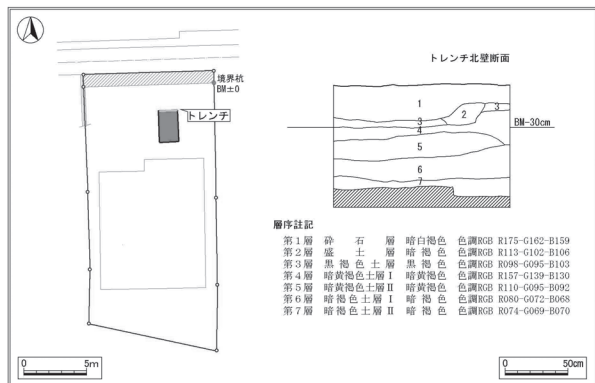 境界杭
BM±0
トレンチ
0 5m
トレンチ北壁断面
1
2
3
3
4
5
6
7
BM-30cm
層序註記
第1層 砕石層 暗白褐色 色調RGB R175-G162-B159
第2層 盛土層 暗褐色 色調RGB R113-G102-B106
第3層 黒褐色土層 黒褐色 色調RGB R098-G095-B103
第4層 暗黄褐色土層Ⅰ 暗黄褐色 色調RGB R157-G139-B130
第5層 暗黄褐色土層Ⅱ 暗黄褐色 色調RGB R110-G095-B092
第6層 暗褐色土層Ⅰ 暗褐色 色調RGB R080-G072-B068
第7層 暗褐色土層Ⅱ 暗褐色 色調RGB R074-G069-B070
0 50cm